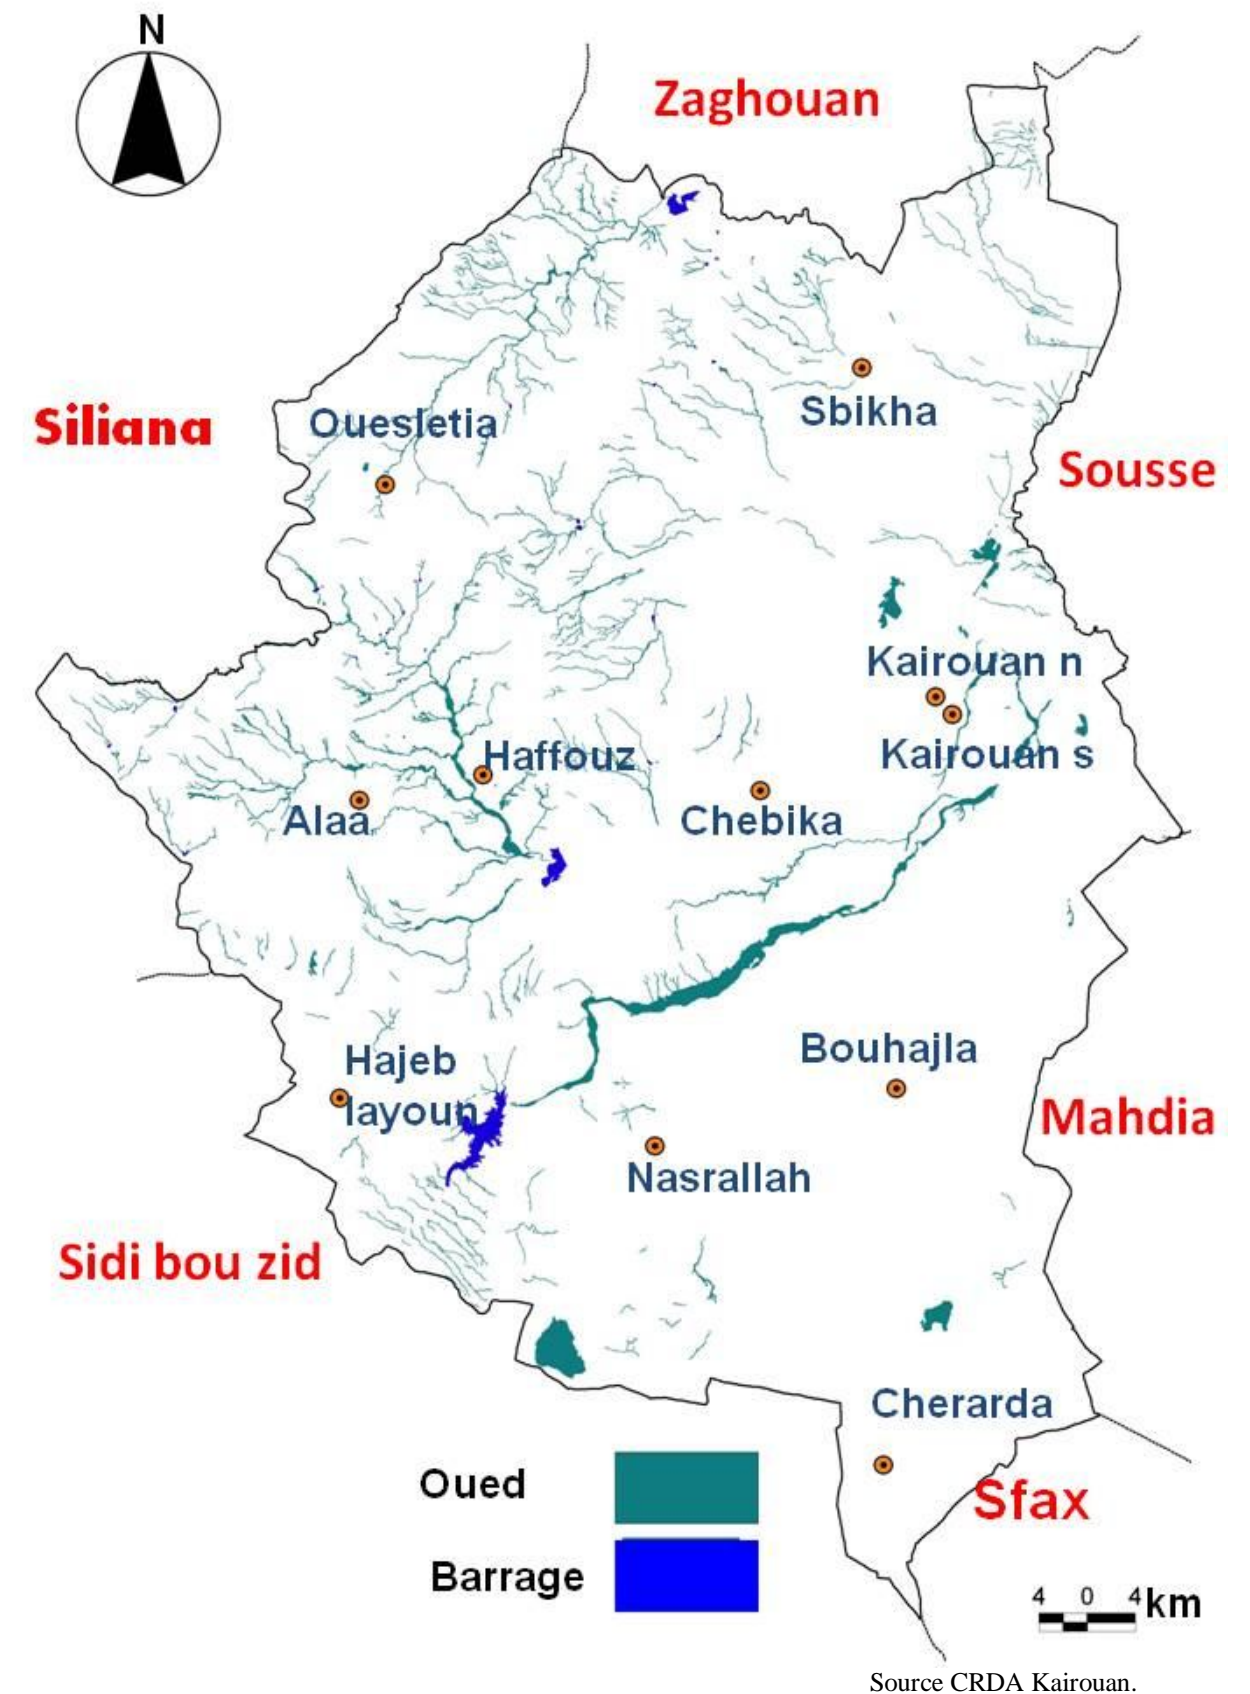 N
Zaghouan
Siliana
Ouesletia
Sbikha
Sousse
Kairouan n
Kairouan s
Haffouz
Alaa
Chebika
Hajeb
layoun
Bouhajla
Mahdia
Nasrallah
Sidi bou zid
Cherarda
Oued
Sfax
Barrage
4 0 4 km
Source CRDA Kairouan.